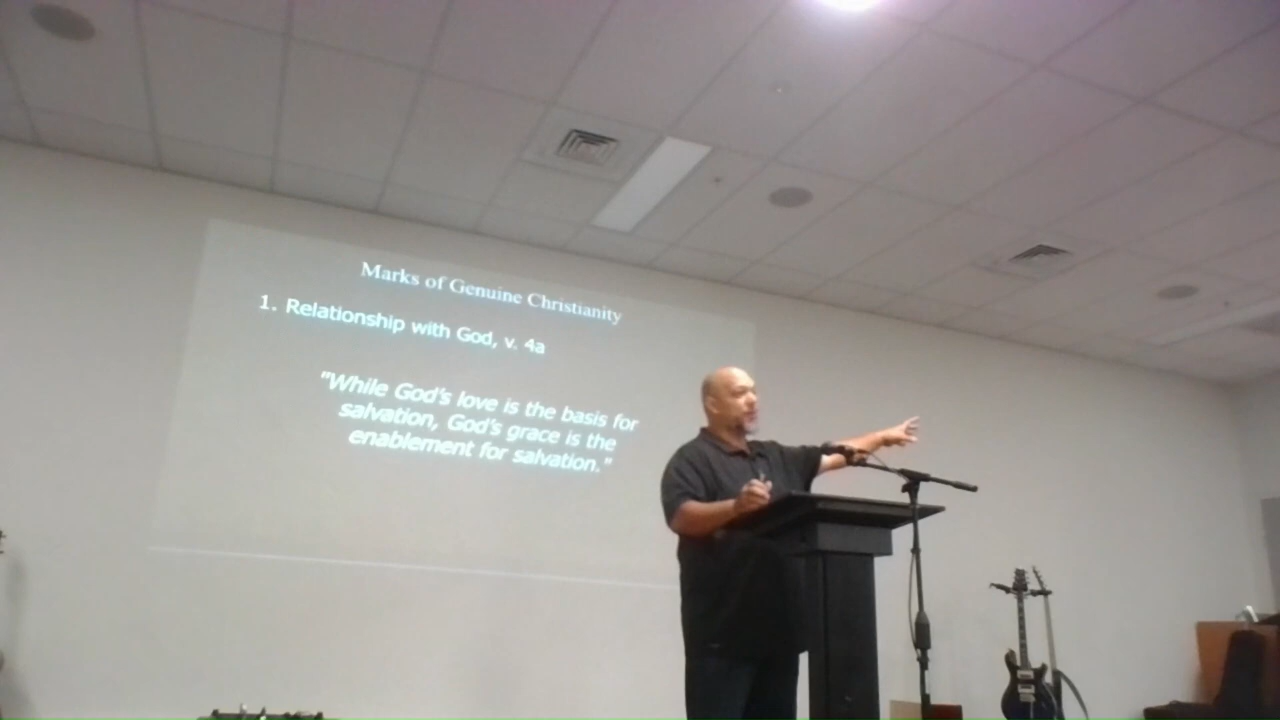 Marks of Genuine Christianity
1. Relationship with God, v. 4a
"While God's love is the basis for
salvation, God's grace is the
enablement for salvation."